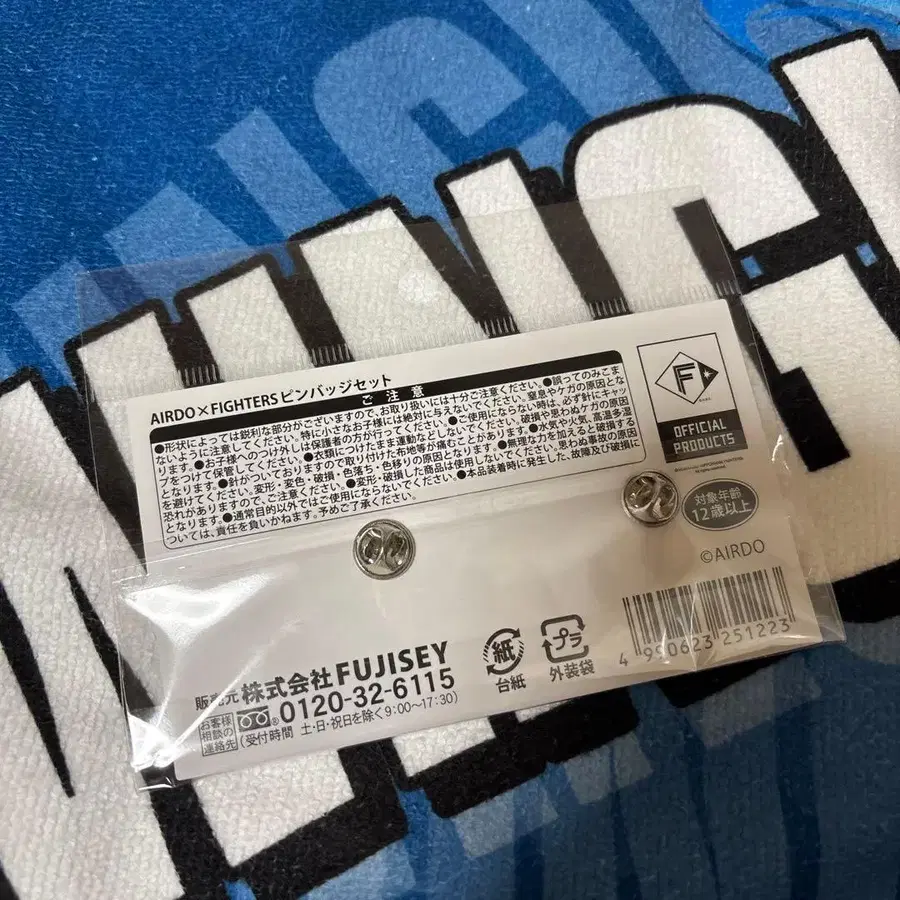 AIRDO×FIGHTERS ピンバッジセット
ご注意
●形状によっては鋭利な部分がございますので、お取り扱いには十分ご注意ください。●誤ってのみこま
ないように注意してください。特に小さなお子様には絶対に与えないでください。窒息やケガの原因とな
ります。●お子様へのつけ外しは保護者の方が行ってください。●ご使用にならない時は、必ず針にキャッ
プをつけて保管してください。●衣類につけたまま運動などしないでください。破損や思わぬケガの原因
となります。●針がついておりますので取り付けた布地等が痛むことがあります。●水気や火気、高温多湿
を避けてください。変形・変色・破損・色落ち・色移りの原因となります。●無理な力を加えると破損する
恐れがありますので、ご注意ください。●変形・破損した商品は使用しないでください。思わぬ事故の原因
となります。●通常目的以外ではご使用にならないでください。●本品装着時に発生した、故障及び破損に
ついては、責任を負いかねます。予めご了承ください。
F
OFFICIAL
PRODUCTS
対象年齢
12歳以上
©AIRDO
4 990623 251223
紙
台紙
プラ
外装袋
販売元 株式会社FUJISEY
お客様
相談の
連絡先
0120-32-6115
(受付時間 土・日・祝日を除く9:00〜17:30)